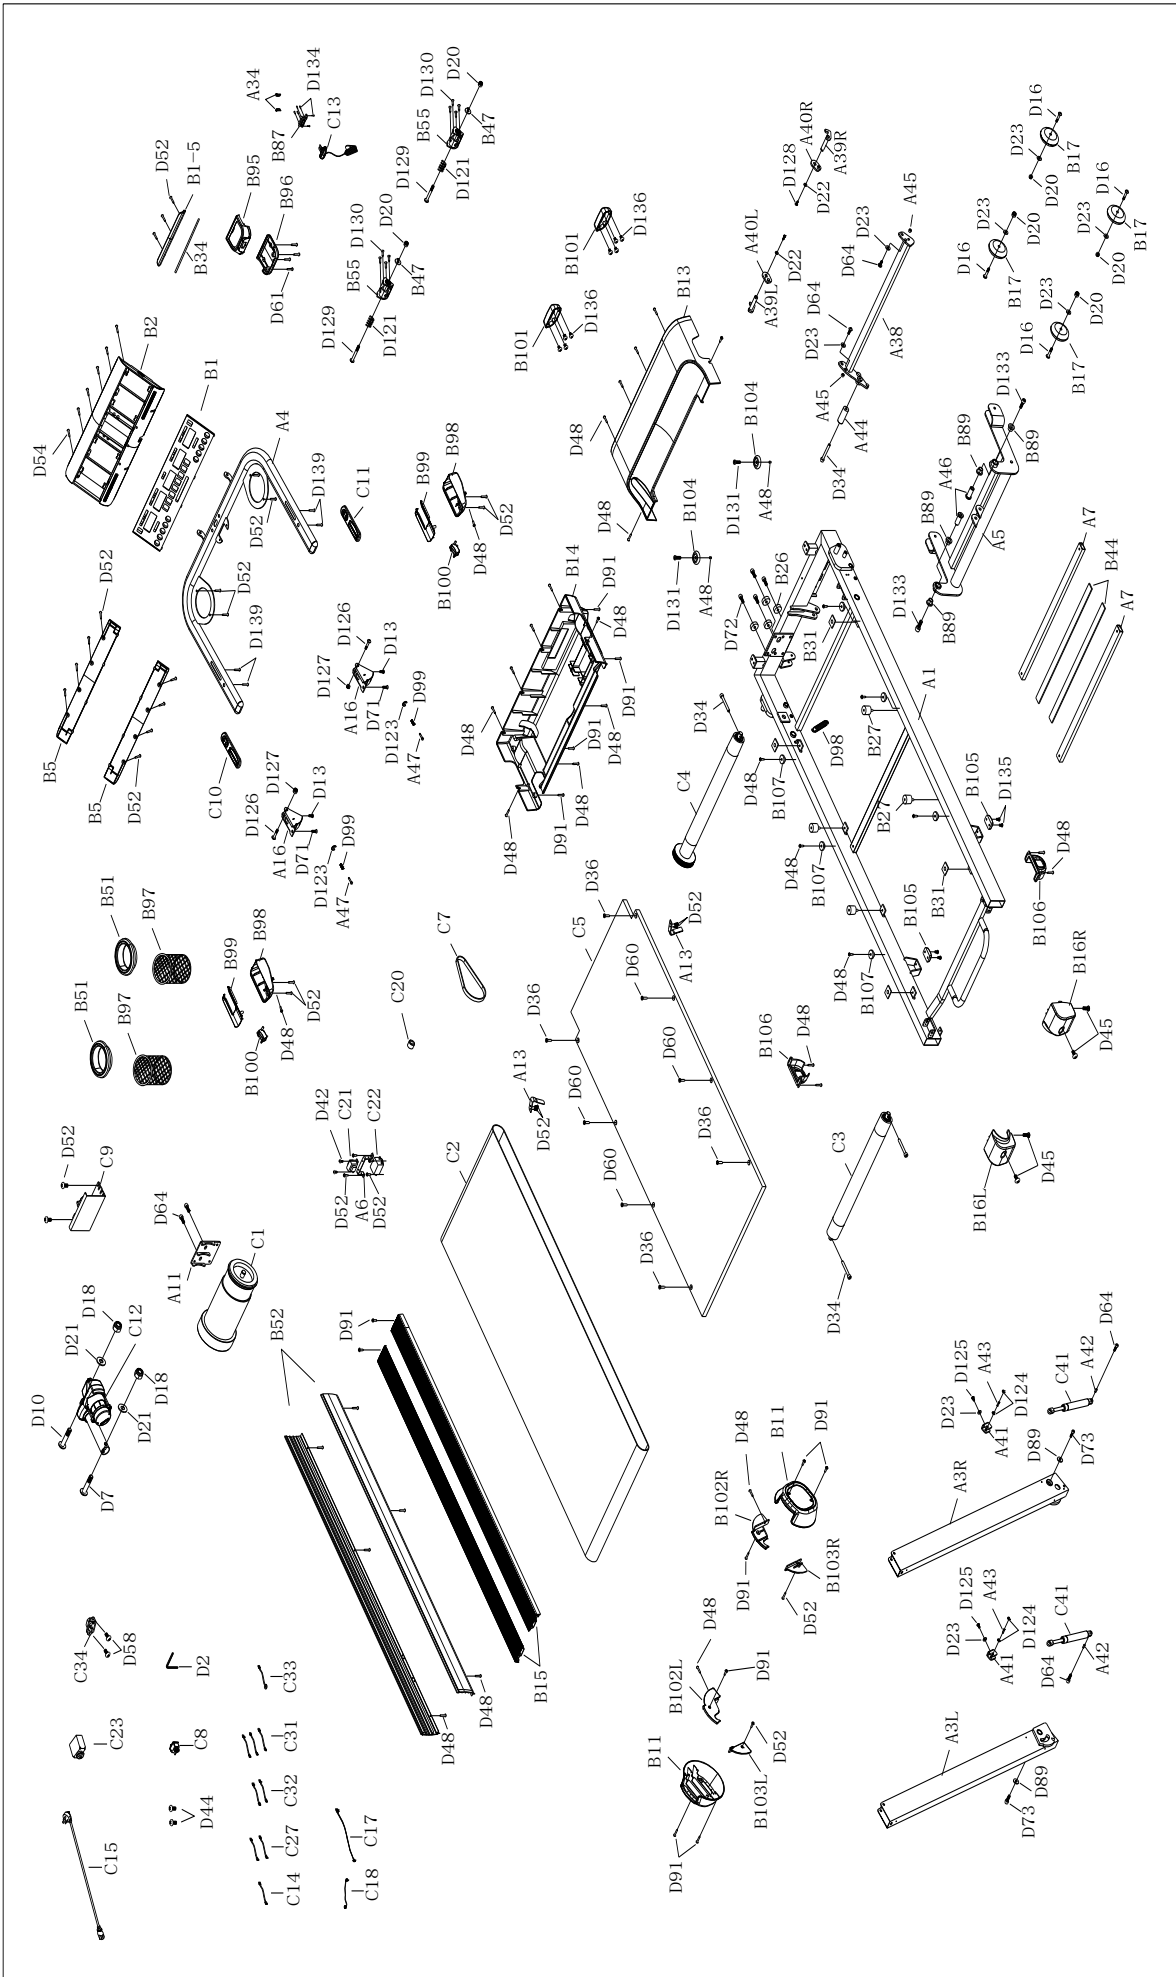 C15
C23
C34
D58
D2
C8
D44
C14
C27
C32
C31
C33
C18
C17
D7
D10
D21
D18
C12
D21
D18
A11
D64
C1
C9
D52
B52
D48
D48
B15
D91
B51
B97
B51
B97
B99
B98
B100
D48
D52
D42
C21
C22
D52
A6
D52
C20
C7
C2
B5
B5
D52
D52
C10
D139
D52
D52
D139
C11
A4
B1
D54
B2
B34
B1-5
D52
B95
B96
D61
A34
D134
B87
C13
D126
D127
A16
D13
D71
D123
D99
A47
D126
D127
A16
D13
D71
D123
D99
A47
B99
B98
B100
D48
D52
D129
D121
B55
D130
D20
B47
D129
D121
B55
D130
D20
B47
B101
D136
B101
D136
D48
D48
B14
D91
D48
D91
D91
D48
D91
D48
D48
D48
B13
D131
B104
A48
D131
B104
A48
C4
D34
D36
C5
D36
D60
D60
D60
D60
D36
D36
A13
D52
A13
D52
B11
D91
B102L
D48
D91
B103L
D52
B102R
D48
D91
B11
D91
B103R
D52
A3L
D73
D89
A3R
D89
D73
D23
D125
A43
D124
A41
C41
D64
A42
D23
D125
A43
D124
A41
C41
A42
D64
C3
D34
B16L
D45
B16R
D45
B106
D48
B106
D48
D48
B107
D48
B107
D48
B107
B105
B105
D135
B31
B31
B27
B27
D98
D34
D72
B26
A1
A7
A7
B44
A5
D133
B89
B89
A46
B89
B89
D133
D34
A44
A45
A38
D23
D64
D64
D23
A45
A39L
A40L
D22
D128
D22
A40R
A39R
D16
B17
D23
D20
D16
B17
D23
D20
D16
B17
D23
D20
D16
B17
D23
D20